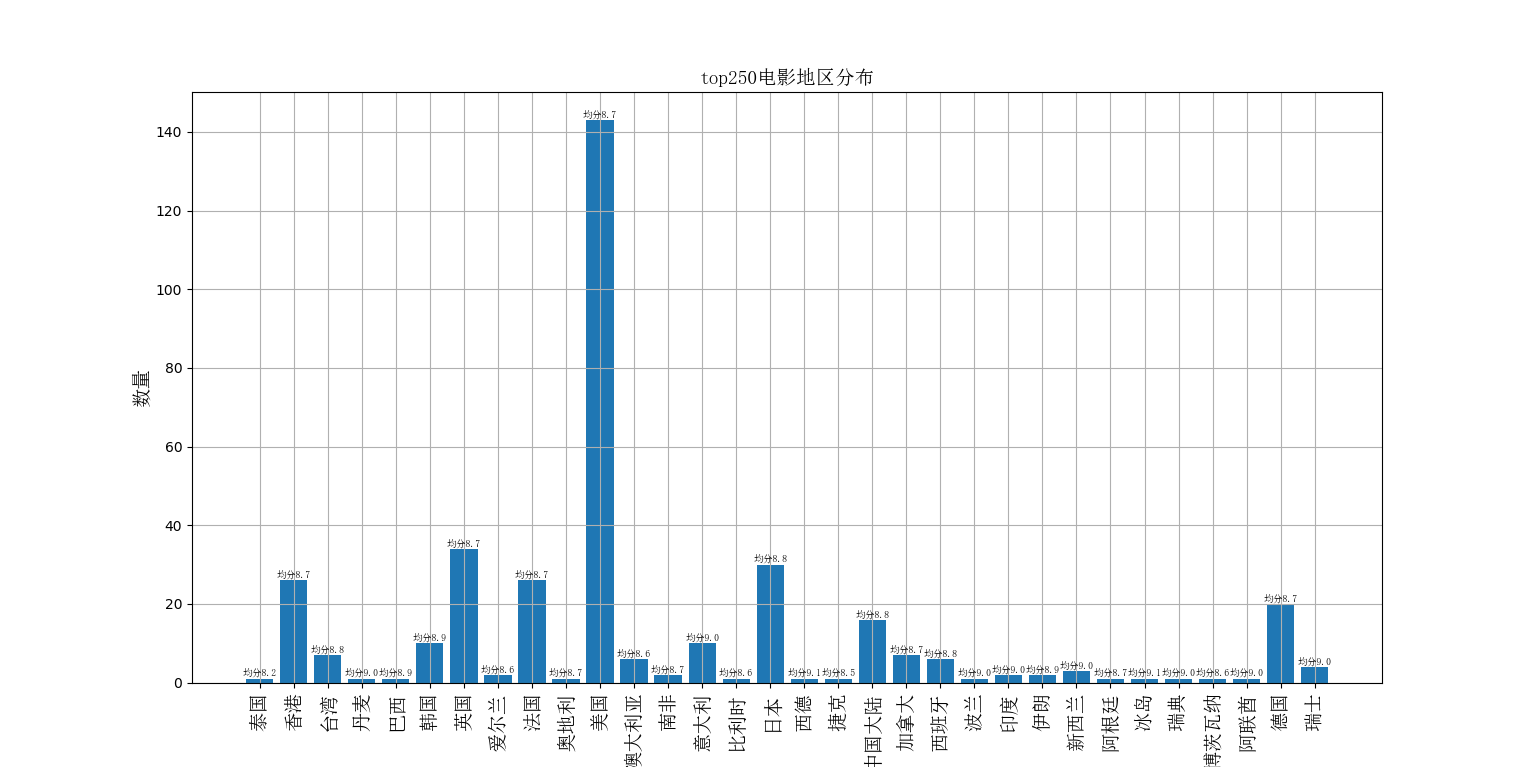 top250电影地区分布
数量
140
120
100
80
60
40
20
0
均分8.2
均分8.7
均分8.8
均分9.0
均分8.9
均分8.9
均分8.7
均分8.6
均分8.7
均分8.7
均分8.7
均分8.6
均分8.7
均分9.0
均分8.6
均分8.8
均分9.1
均分8.5
均分8.8
均分8.7
均分8.8
均分9.0
均分9.0
均分8.9
均分9.0
均分8.7
均分9.1
均分9.0
均分8.6
均分9.0
均分8.7
均分9.0
泰国
香港
台湾
丹麦
巴西
韩国
英国
爱尔兰
法国
奥地利
美国
澳大利亚
南非
意大利
比利时
日本
西德
捷克
中国大陆
加拿大
西班牙
波兰
印度
伊朗
新西兰
阿根廷
冰岛
瑞典
博茨瓦纳
阿联酋
德国
瑞士